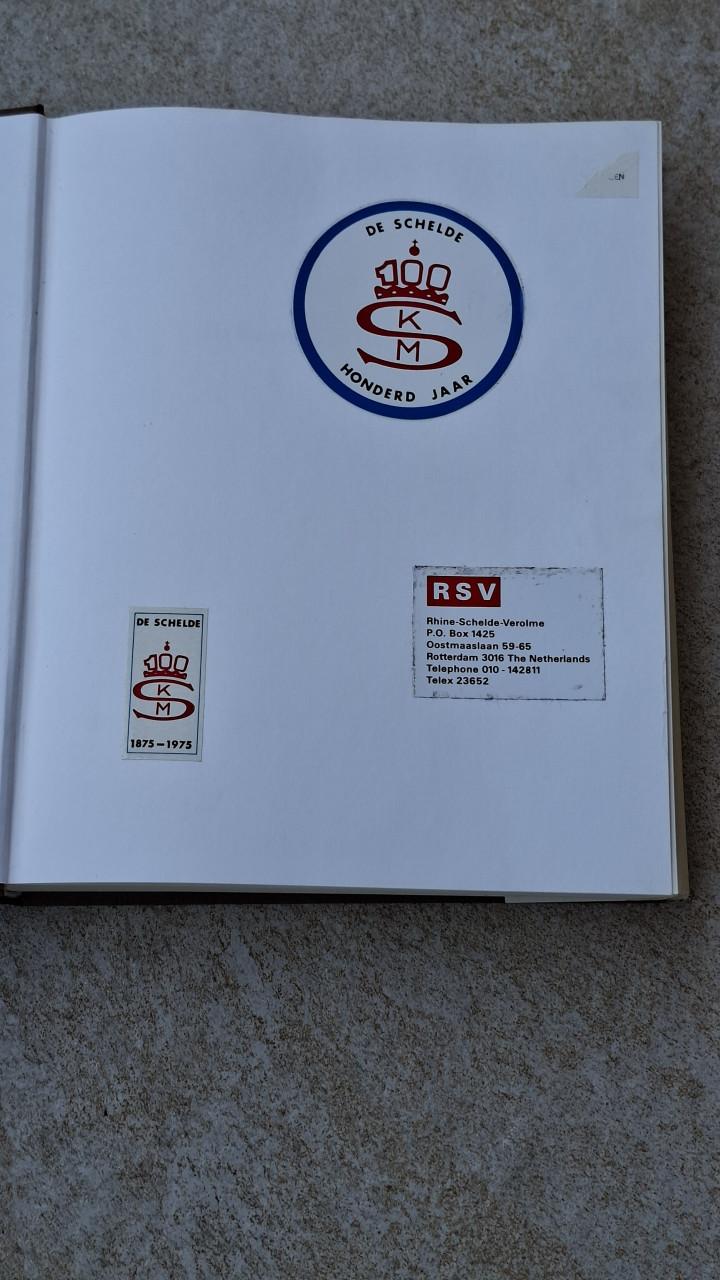 DE SCHELDE
100
K
S
M
HONDERD JAAR
RSV
Rhine-Schelde-Verolme
P.O. Box 1425
Oostmaaslaan 59-65
Rotterdam 3016 The Netherlands
Telephone 010 - 142811
Telex 23652
DE SCHELDE
100
K
S
M
1875-1975